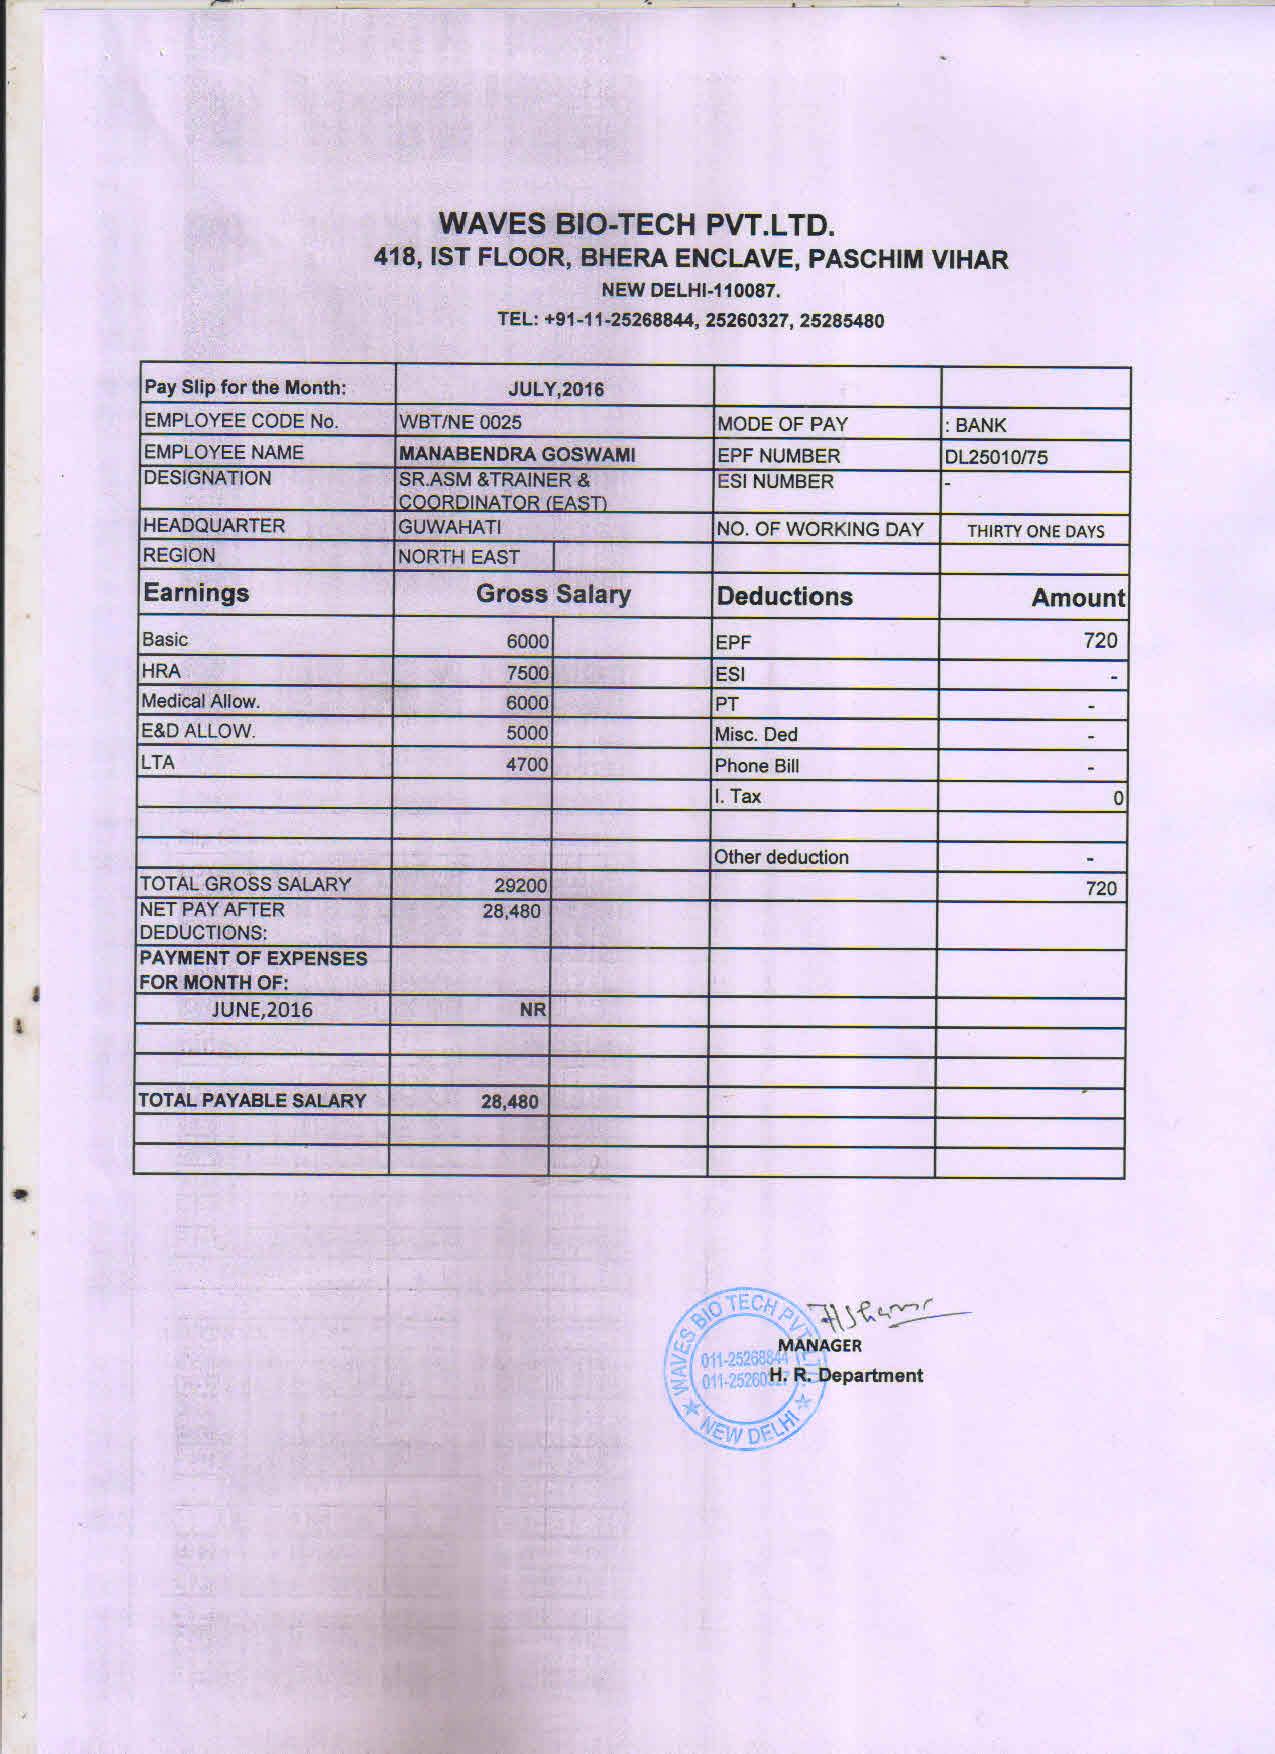 WAVES BIO-TECH PVT.LTD.
418, IST FLOOR, BHERA ENCLAVE, PASCHIM VIHAR
NEW DELHI-110087.
TEL: +91-11-25268844, 25260327, 25285480
Pay Slip for the Month: JULY,2016
EMPLOYEE CODE No. WBT/NE 0025 MODE OF PAY : BANK
EMPLOYEE NAME MANABENDRA GOSWAMI EPF NUMBER DL25010/75
DESIGNATION SR.ASM &TRAINER & ESI NUMBER -
COORDINATOR (EAST)
HEADQUARTER GUWAHATI NO. OF WORKING DAY THIRTY ONE DAYS
REGION NORTH EAST
Earnings Gross Salary Deductions Amount
Basic 6000 EPF 720
HRA 7500 ESI -
Medical Allow. 6000 PT -
E&D ALLOW. 5000 Misc. Ded -
LTA 4700 Phone Bill -
I. Tax 0
Other deduction -
TOTAL GROSS SALARY 29200 720
NET PAY AFTER 28,480
DEDUCTIONS:
PAYMENT OF EXPENSES
FOR MONTH OF:
JUNE,2016 NR
TOTAL PAYABLE SALARY 28,480
WAVES BIO TECH PVT. LTD.
011-25268844
011-25260327
★ NEW DELHI ★
MANAGER
H. R. Department